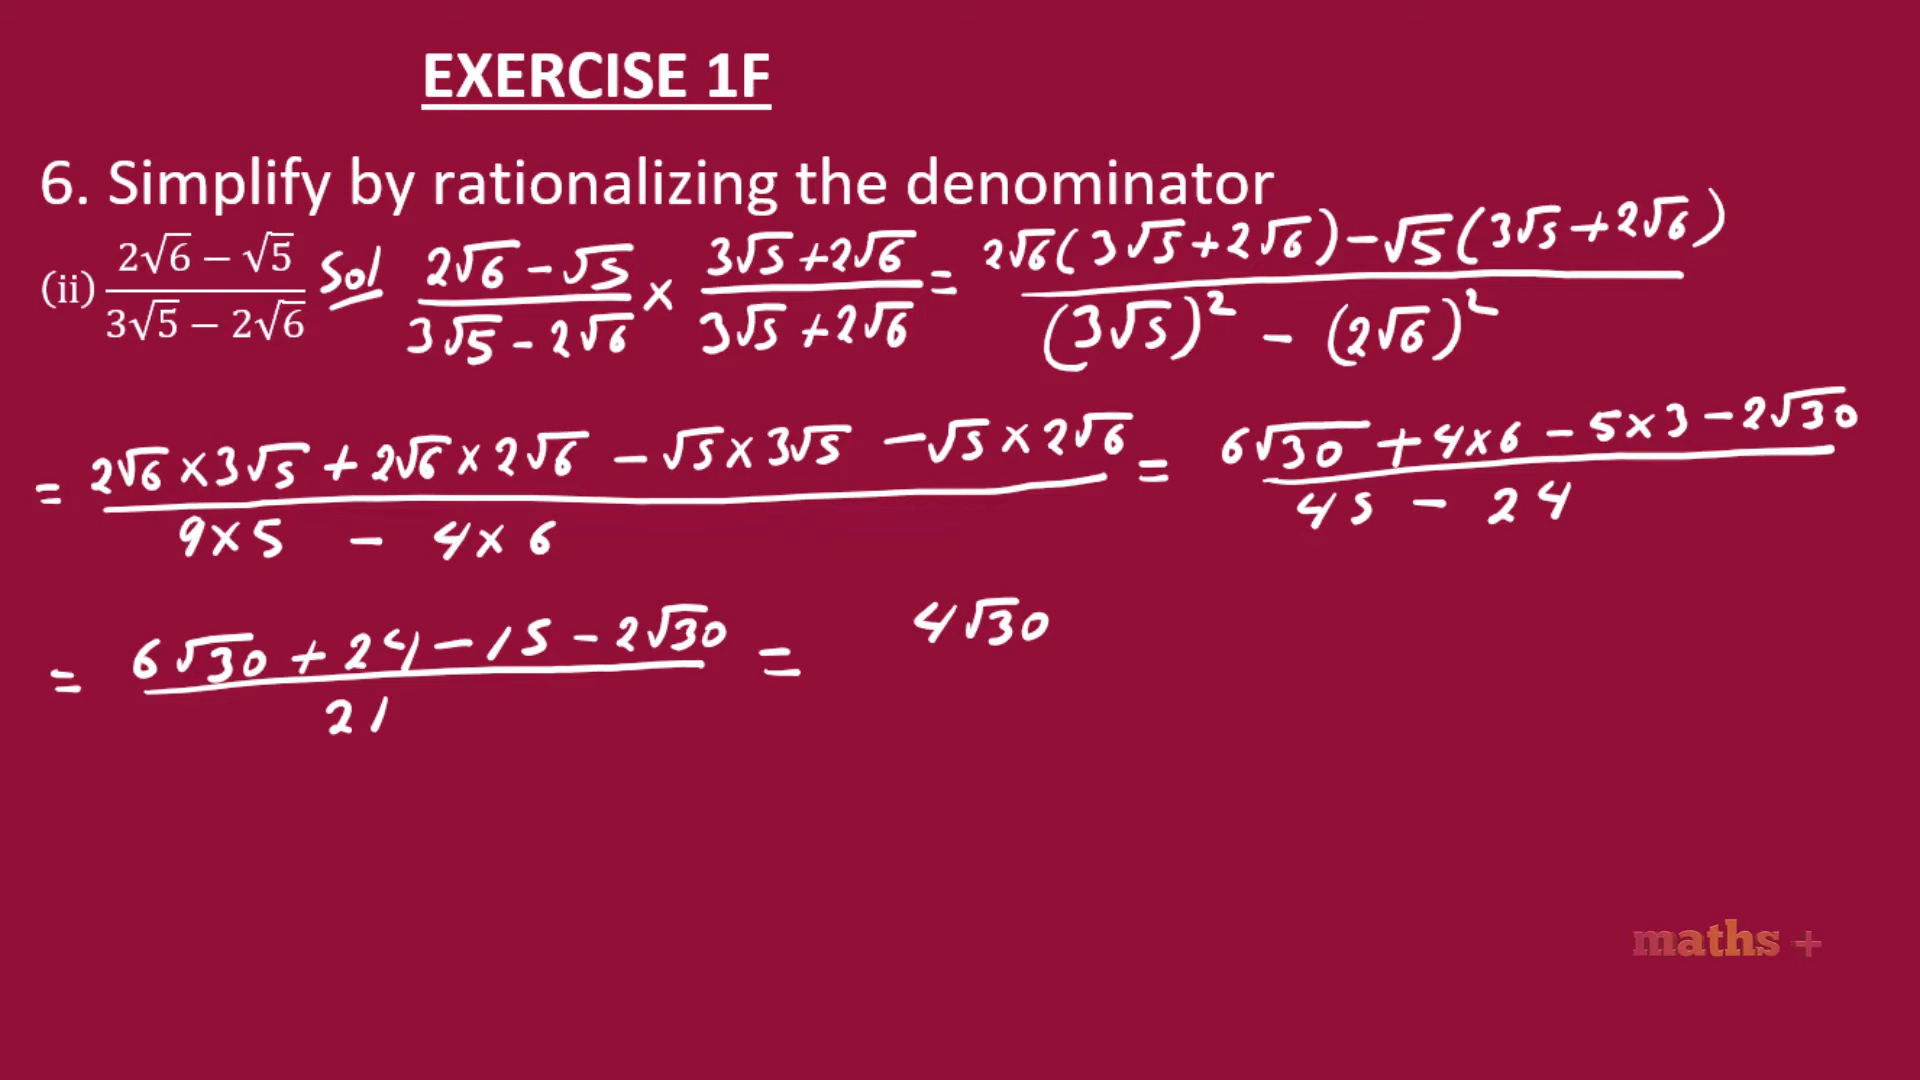 EXERCISE 1F
6. Simplify by rationalizing the denominator
(ii) (2√6 − √5)/(3√5 − 2√6) Sol (2√6 − √5)/(3√5 − 2√6) × (3√5 + 2√6)/(3√5 + 2√6) = (2√6(3√5 + 2√6) − √5(3√5 + 2√6))/((3√5)² − (2√6)²)
= (2√6 × 3√5 + 2√6 × 2√6 − √5 × 3√5 − √5 × 2√6)/(9×5 − 4×6) = (6√30 + 4×6 − 5×3 − 2√30)/(45 − 24)
= (6√30 + 24 − 15 − 2√30)/21 = 4√30
maths +